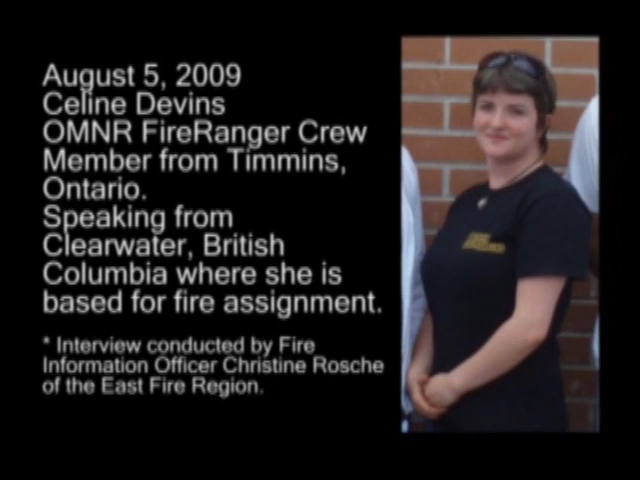 August 5, 2009
Celine Devins
OMNR FireRanger Crew
Member from Timmins,
Ontario.
Speaking from
Clearwater, British
Columbia where she is
based for fire assignment.
* Interview conducted by Fire
Information Officer Christine Rosche
of the East Fire Region.